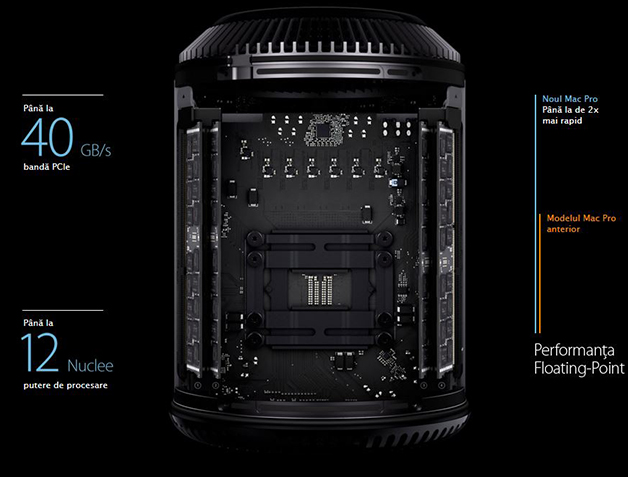 Până la
40 GB/s
bandă PCIe
Până la
12 Nuclee
putere de procesare
Noul Mac Pro
Până la de 2x
mai rapid
Modelul Mac Pro
anterior
Performanța
Floating-Point